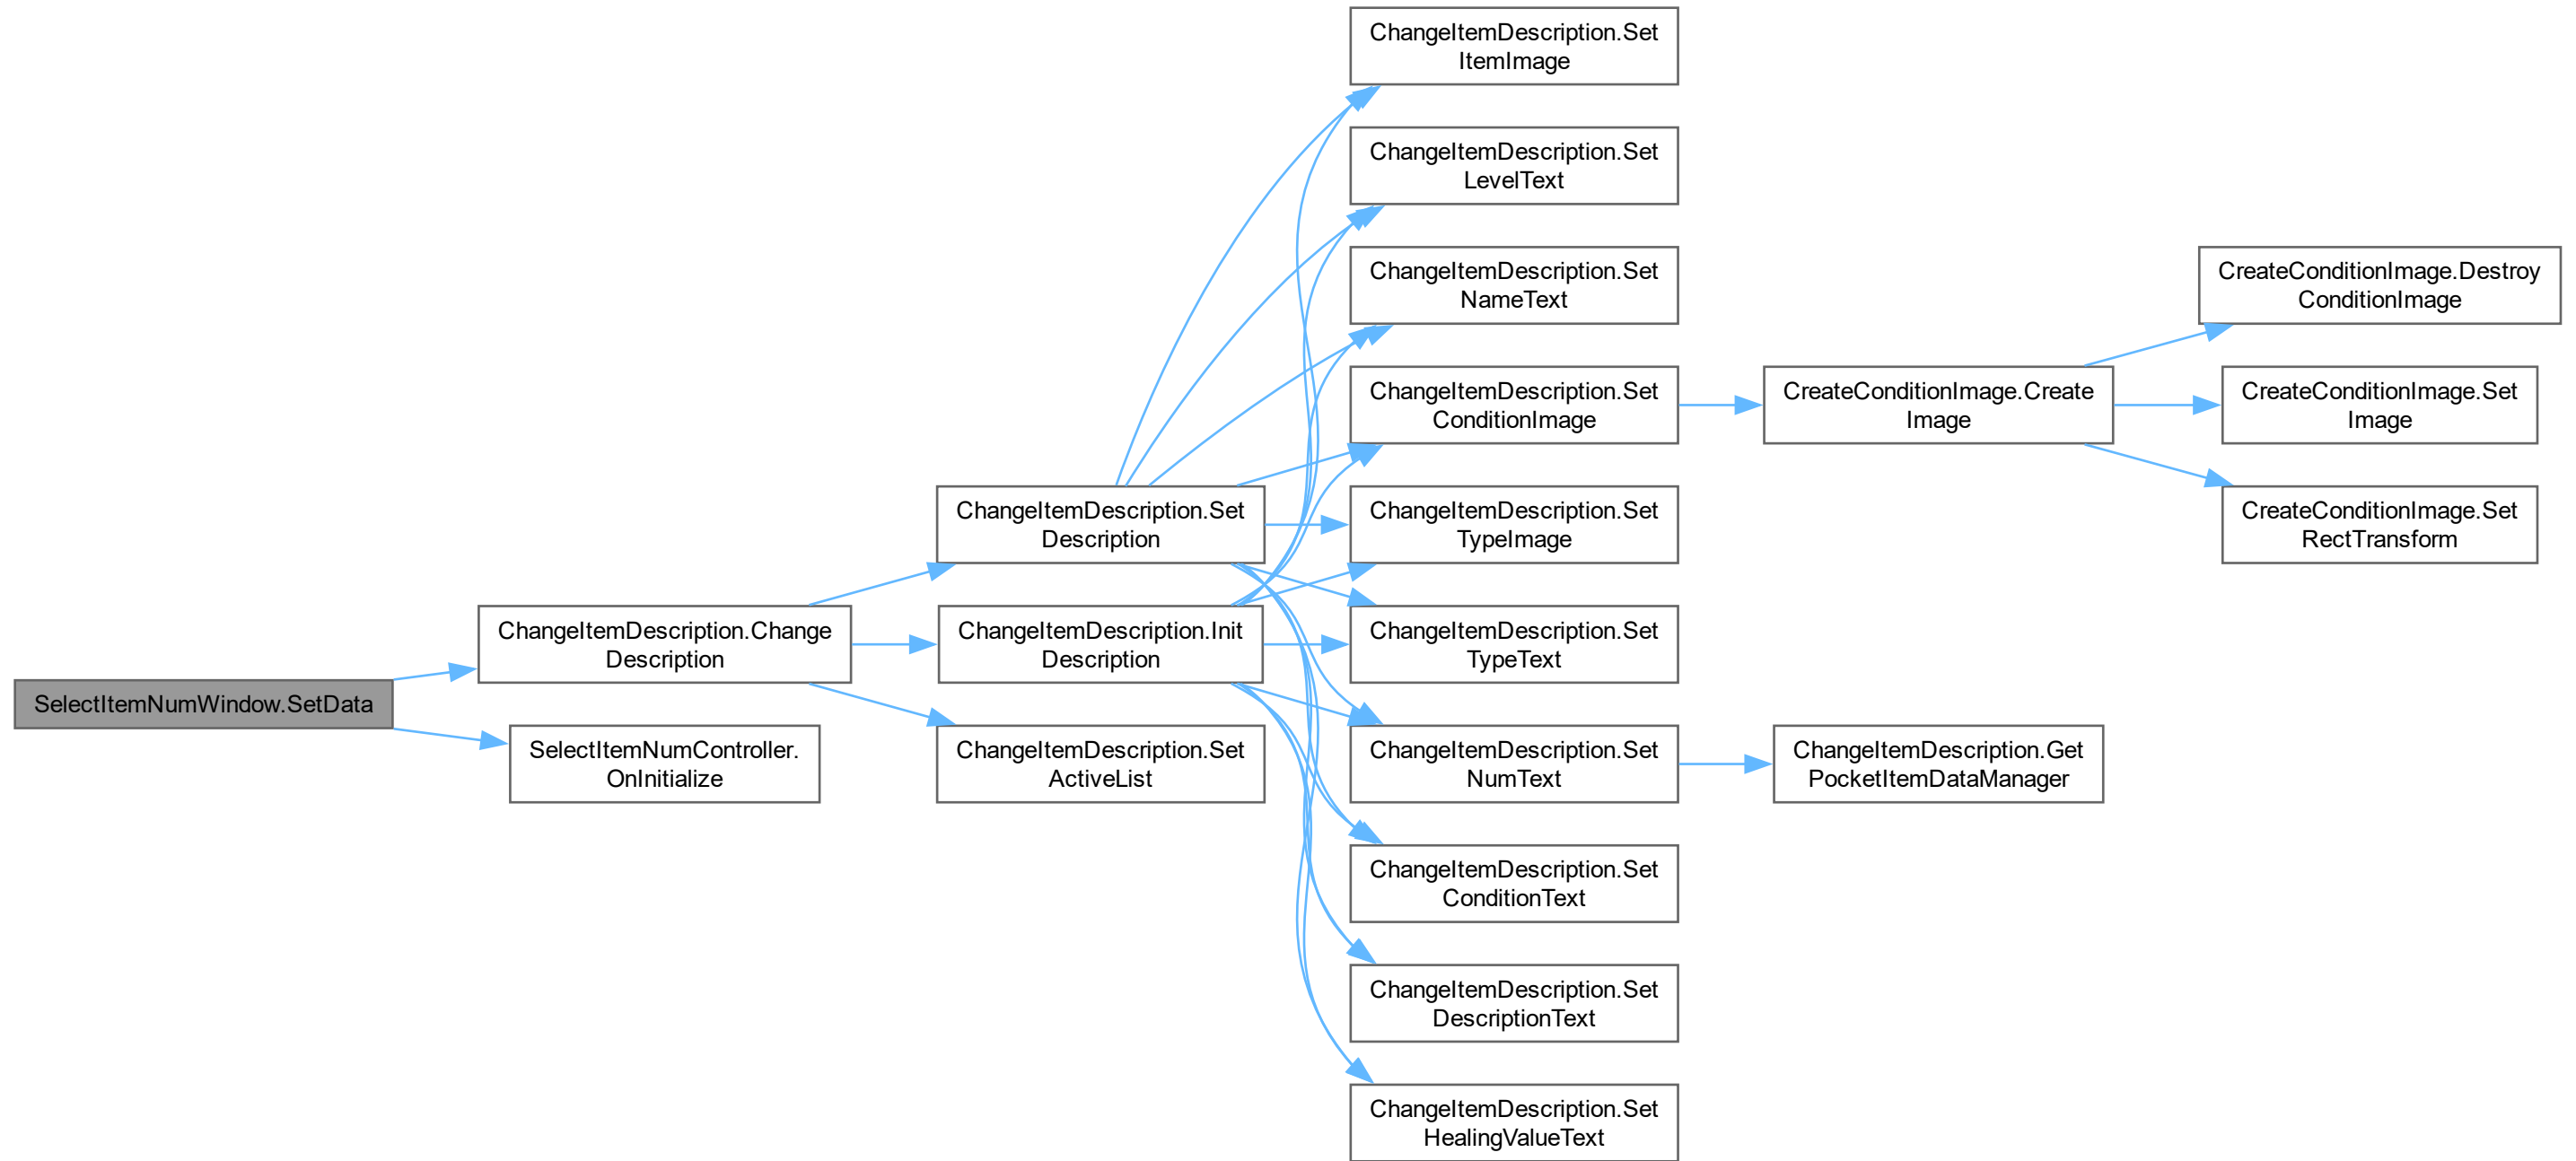 SelectItemNumWindow.SetData
ChangeItemDescription.Change
Description
SelectItemNumController.
OnInitialize
ChangeItemDescription.Set
Description
ChangeItemDescription.Init
Description
ChangeItemDescription.Set
ActiveList
ChangeItemDescription.Set
ItemImage
ChangeItemDescription.Set
LevelText
ChangeItemDescription.Set
NameText
ChangeItemDescription.Set
ConditionImage
ChangeItemDescription.Set
TypeImage
ChangeItemDescription.Set
TypeText
ChangeItemDescription.Set
NumText
ChangeItemDescription.Set
ConditionText
ChangeItemDescription.Set
DescriptionText
ChangeItemDescription.Set
HealingValueText
CreateConditionImage.Create
Image
ChangeItemDescription.Get
PocketItemDataManager
CreateConditionImage.Destroy
ConditionImage
CreateConditionImage.Set
Image
CreateConditionImage.Set
RectTransform